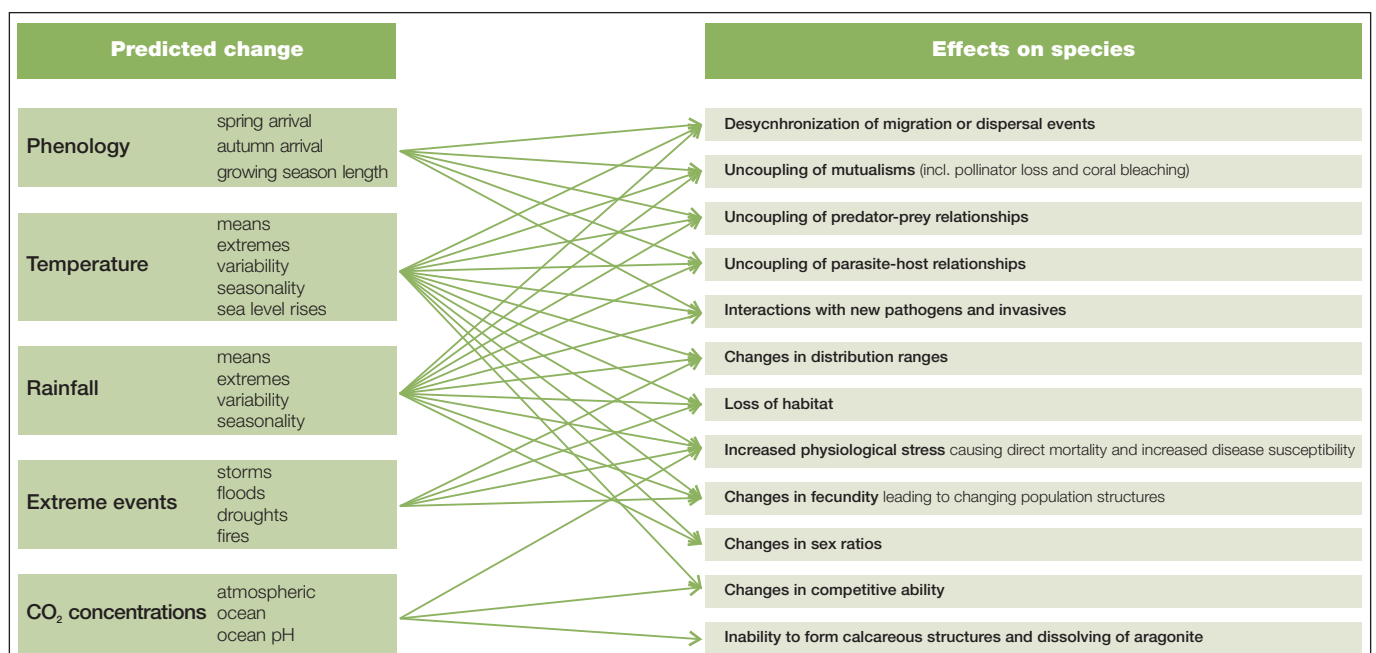 Predicted change
Effects on species
Phenology
spring arrival
autumn arrival
growing season length
Temperature
means
extremes
variability
seasonality
sea level rises
Rainfall
means
extremes
variability
seasonality
Extreme events
storms
floods
droughts
fires
CO₂ concentrations
atmospheric
ocean
ocean pH
Desycnhronization of migration or dispersal events
Uncoupling of mutualisms (incl. pollinator loss and coral bleaching)
Uncoupling of predator-prey relationships
Uncoupling of parasite-host relationships
Interactions with new pathogens and invasives
Changes in distribution ranges
Loss of habitat
Increased physiological stress causing direct mortality and increased disease susceptibility
Changes in fecundity leading to changing population structures
Changes in sex ratios
Changes in competitive ability
Inability to form calcareous structures and dissolving of aragonite